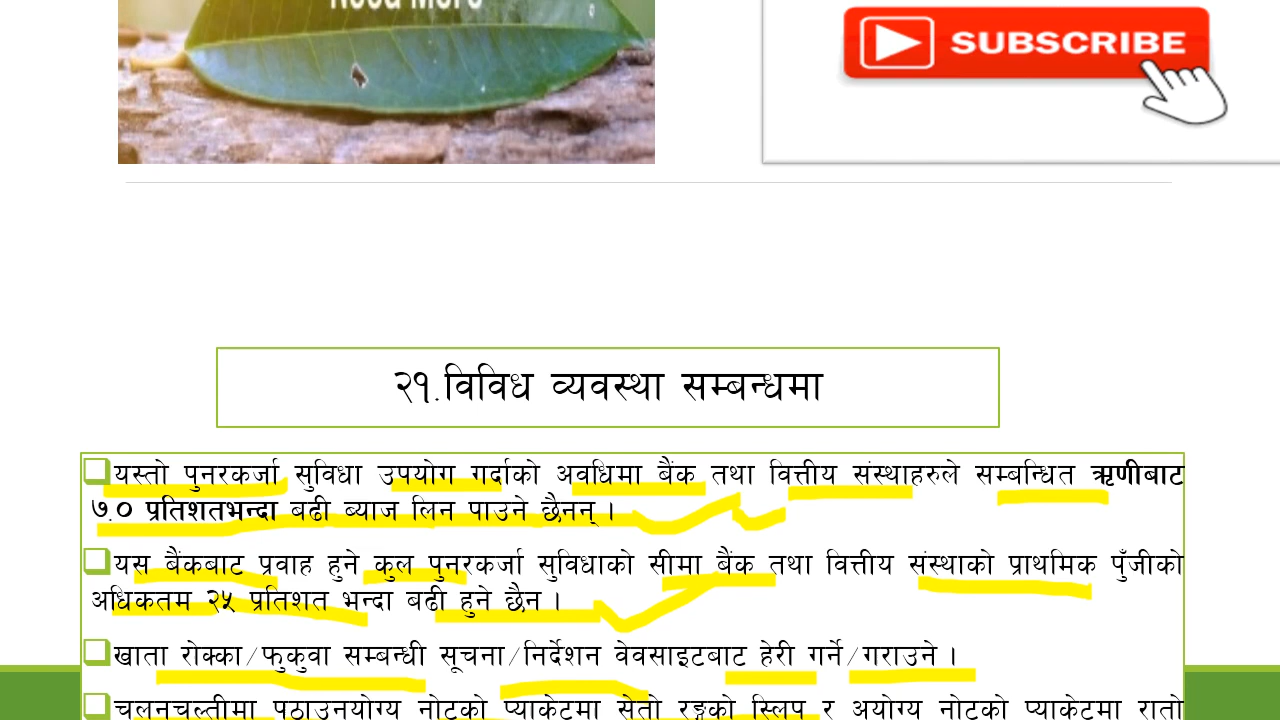 Read More
SUBSCRIBE
२१.विविध व्यवस्था सम्बन्धमा
यस्तो पुनरकर्जा सुविधा उपयोग गर्दाको अवधिमा बैंक तथा वित्तीय संस्थाहरुले सम्बन्धित ऋणीबाट
७.० प्रतिशतभन्दा बढी ब्याज लिन पाउने छैनन् ।
यस बैंकबाट प्रवाह हुने कुल पुनरकर्जा सुविधाको सीमा बैंक तथा वित्तीय संस्थाको प्राथमिक पुँजीको
अधिकतम २५ प्रतिशत भन्दा बढी हुने छैन ।
खाता रोक्का/फुकुवा सम्बन्धी सूचना/निर्देशन वेवसाइटबाट हेरी गर्ने/गराउने ।
चलनचल्तीमा पठाउनयोग्य नोटको प्याकेटमा सेतो रङ्गको स्लिप र अयोग्य नोटको प्याकेटमा रातो